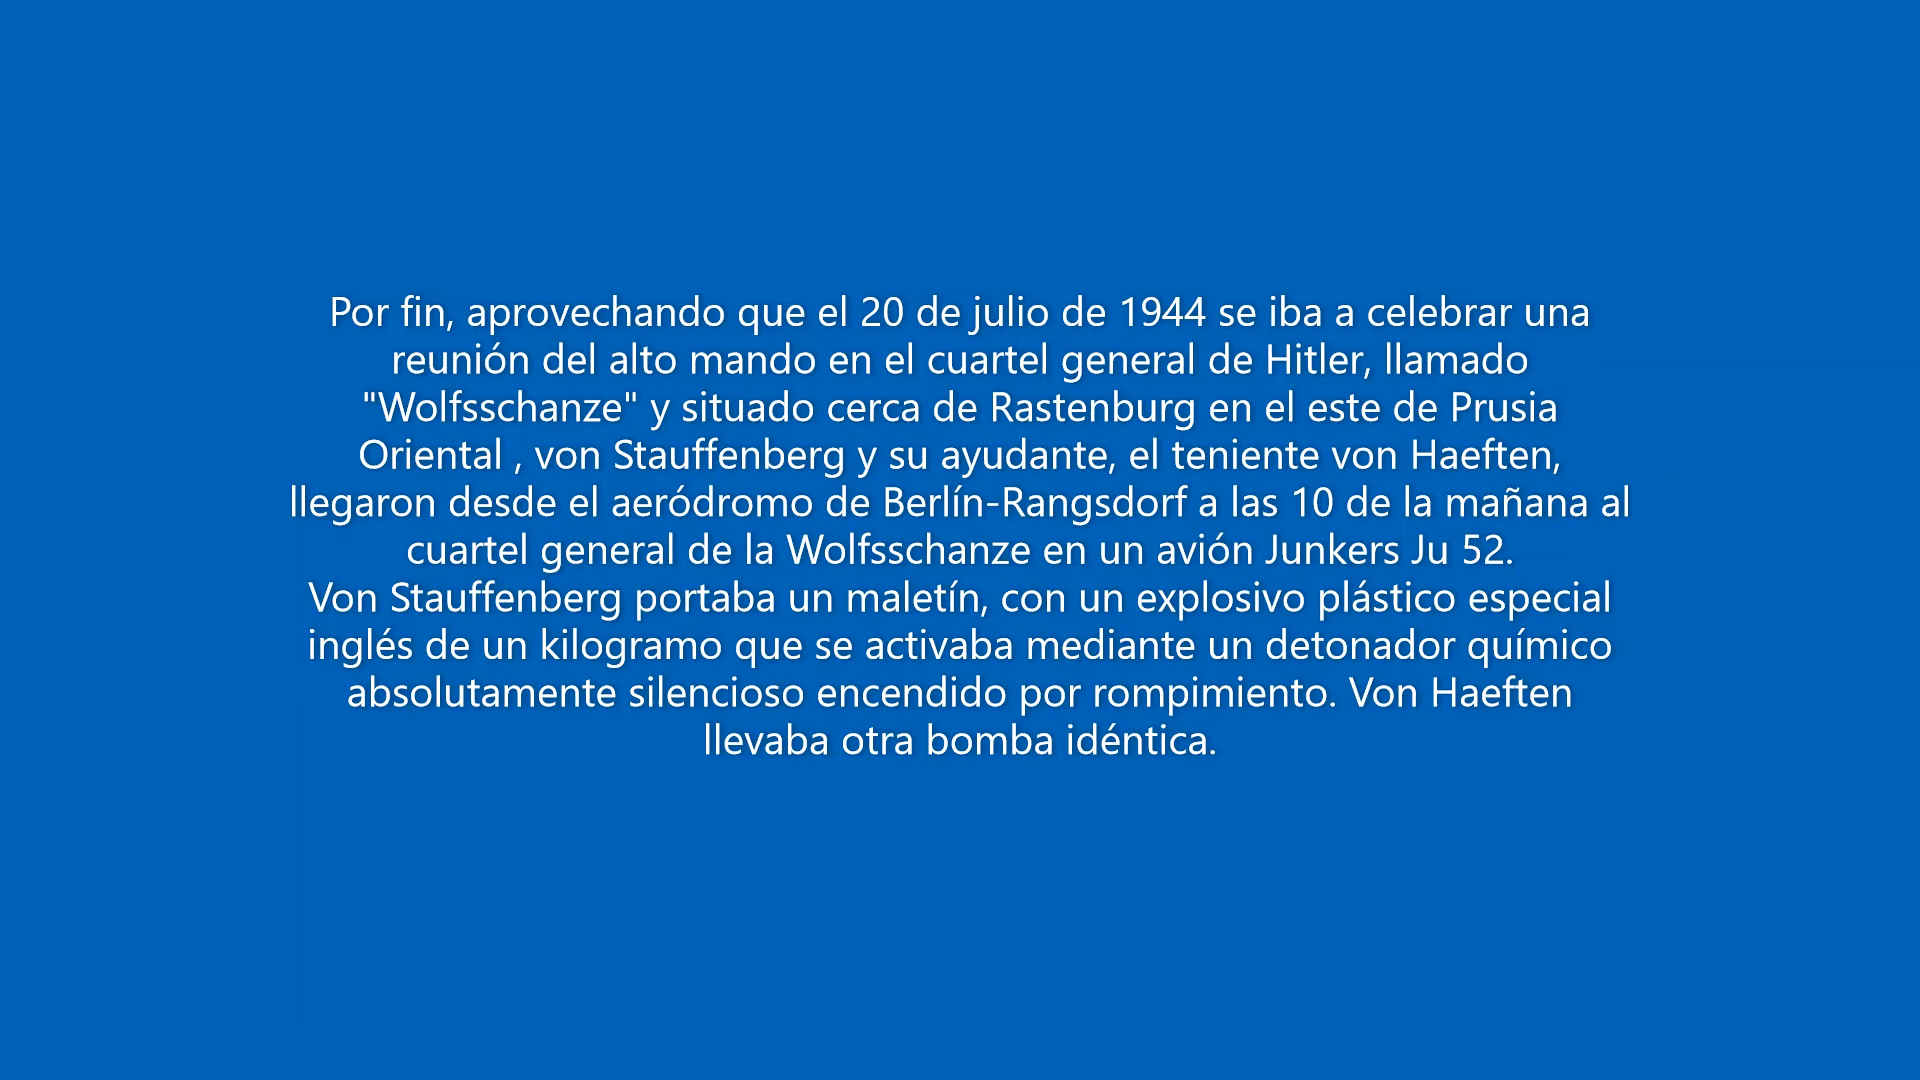 Por fin, aprovechando que el 20 de julio de 1944 se iba a celebrar una
reunión del alto mando en el cuartel general de Hitler, llamado
"Wolfsschanze" y situado cerca de Rastenburg en el este de Prusia
Oriental , von Stauffenberg y su ayudante, el teniente von Haeften,
llegaron desde el aeródromo de Berlín-Rangsdorf a las 10 de la mañana al
cuartel general de la Wolfsschanze en un avión Junkers Ju 52.
Von Stauffenberg portaba un maletín, con un explosivo plástico especial
inglés de un kilogramo que se activaba mediante un detonador químico
absolutamente silencioso encendido por rompimiento. Von Haeften
llevaba otra bomba idéntica.